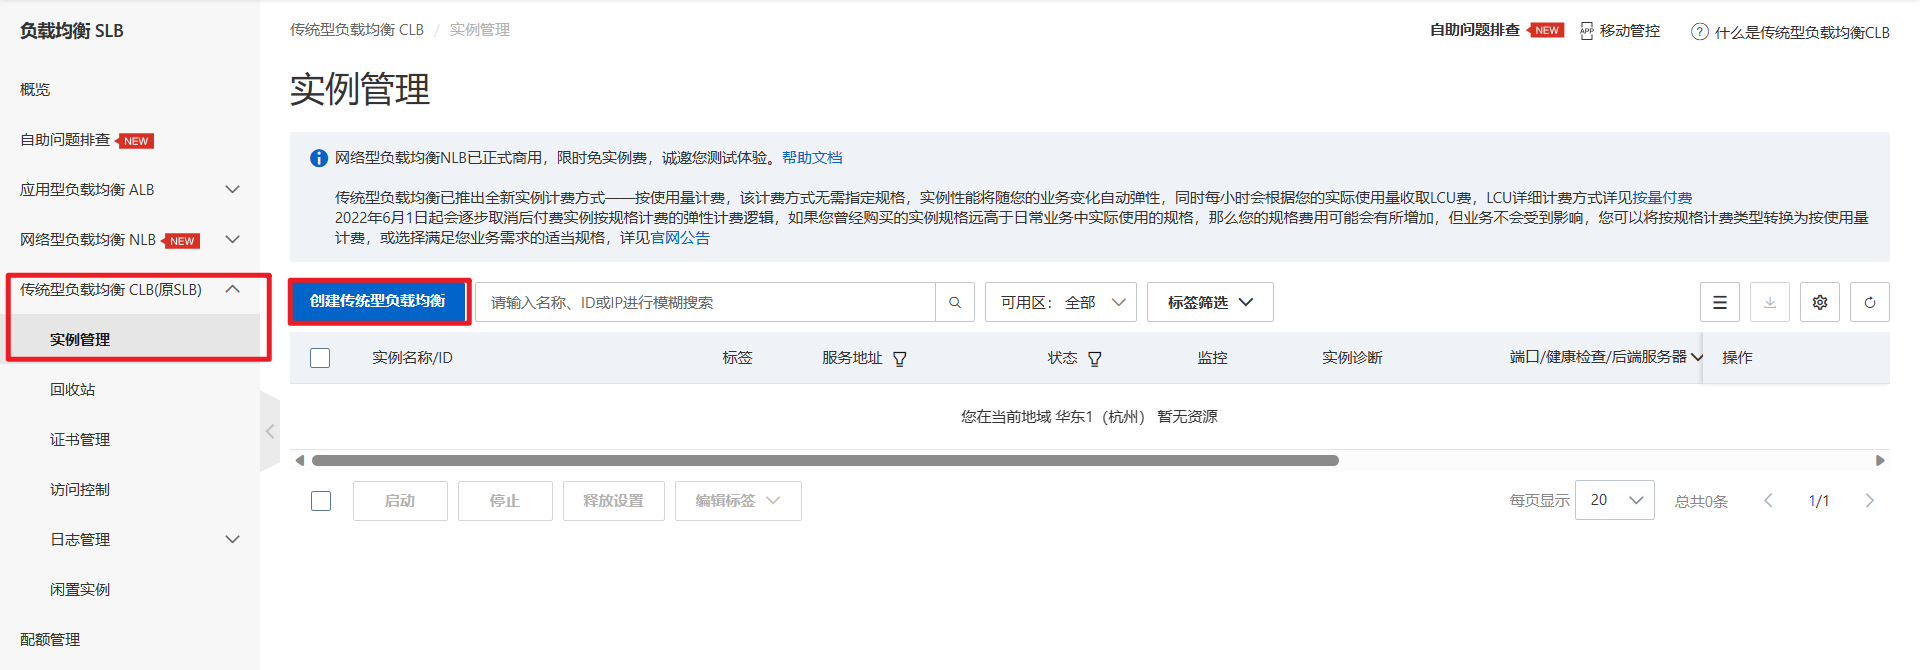 负载均衡 SLB
概览
自助问题排查 NEW
应用型负载均衡 ALB
网络型负载均衡 NLB NEW
传统型负载均衡 CLB(原SLB)
实例管理
回收站
证书管理
访问控制
日志管理
闲置实例
配额管理
传统型负载均衡 CLB / 实例管理
自助问题排查 NEW APP 移动管控 ? 什么是传统型负载均衡CLB
实例管理
网络型负载均衡NLB已正式商用，限时免实例费，诚邀您测试体验。帮助文档
传统型负载均衡已推出全新实例计费方式——按使用量计费，该计费方式无需指定规格，实例性能将随您的业务变化自动弹性，同时每小时会根据您的实际使用量收取LCU费，LCU详细计费方式详见按量付费
2022年6月1日起会逐步取消后付费实例按规格计费的弹性计费逻辑，如果您曾经购买的实例规格远高于日常业务中实际使用的规格，那么您的规格费用可能会有所增加，但业务不会受到影响，您可以将按规格计费类型转换为按使用量
计费，或选择满足您业务需求的适当规格，详见官网公告
创建传统型负载均衡 请输入名称、ID或IP进行模糊搜索 可用区： 全部 标签筛选
实例名称/ID 标签 服务地址 状态 监控 实例诊断 端口/健康检查/后端服务器 操作
您在当前地域 华东1（杭州） 暂无资源
启动 停止 释放设置 编辑标签 每页显示 20 总共0条 1/1